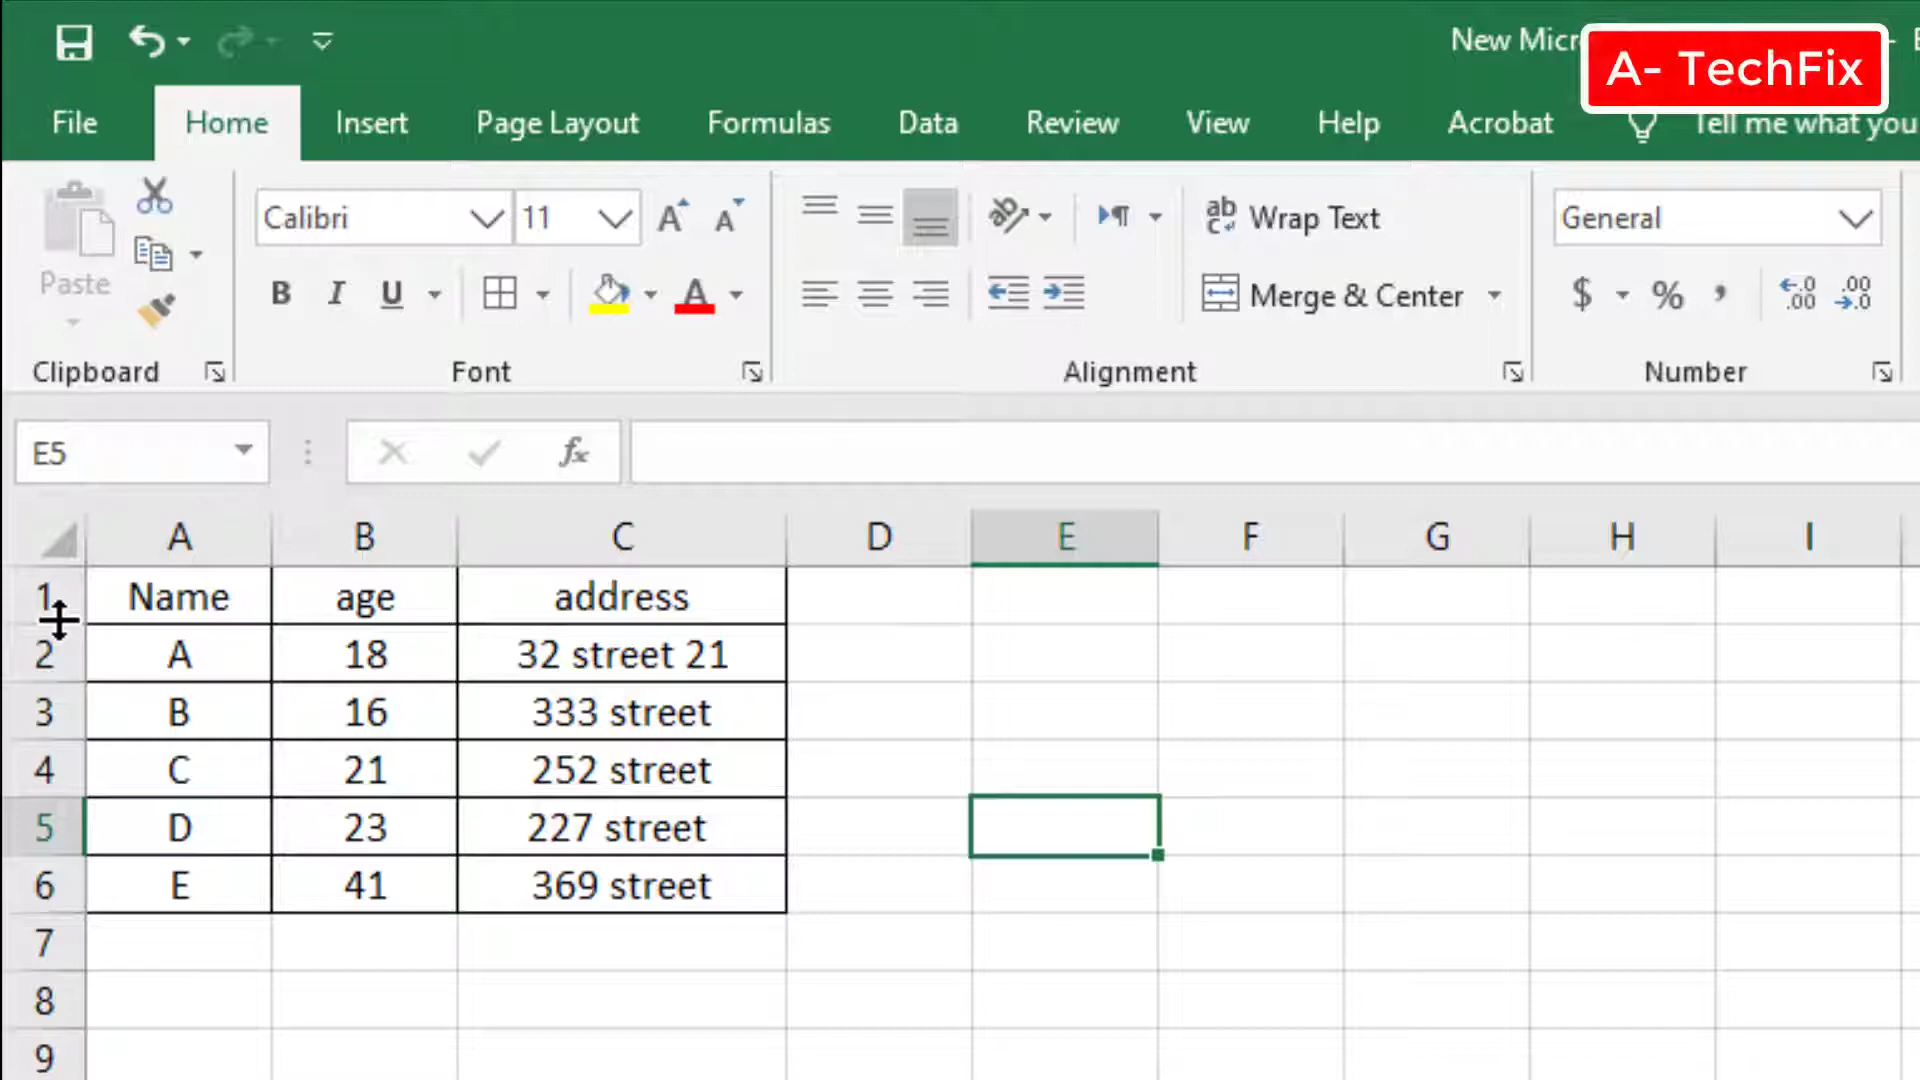 New Micr
A- TechFix
File Home Insert Page Layout Formulas Data Review View Help Acrobat Tell me what you
Calibri 11 Wrap Text General
Paste B I U Merge & Center $ % ,
Clipboard Font Alignment Number
E5 fx
A B C D E F G H I
1 Name age address
2 A 18 32 street 21
3 B 16 333 street
4 C 21 252 street
5 D 23 227 street
6 E 41 369 street
7
8
9